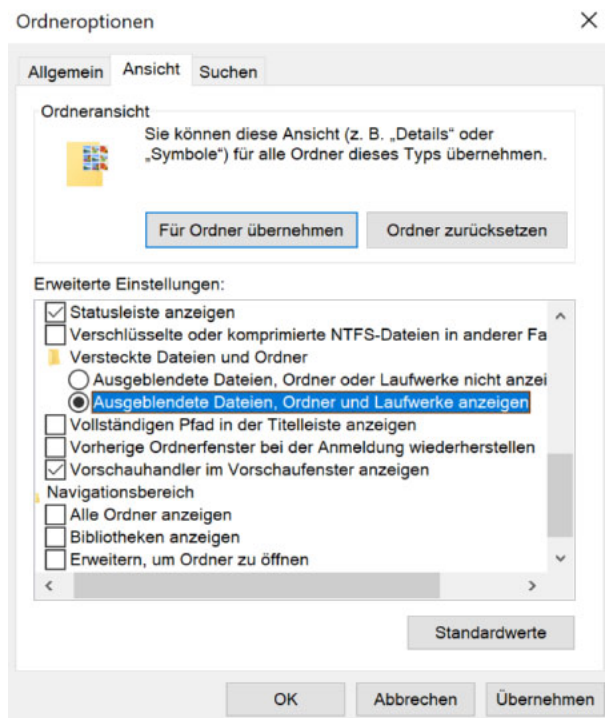 Ordneroptionen
Allgemein Ansicht Suchen
Ordneransicht
Sie können diese Ansicht (z. B. „Details“ oder
„Symbole“) für alle Ordner dieses Typs übernehmen.
Für Ordner übernehmen Ordner zurücksetzen
Erweiterte Einstellungen:
Statusleiste anzeigen
Verschlüsselte oder komprimierte NTFS-Dateien in anderer Fa
Versteckte Dateien und Ordner
Ausgeblendete Dateien, Ordner oder Laufwerke nicht anzei
Ausgeblendete Dateien, Ordner und Laufwerke anzeigen
Vollständigen Pfad in der Titelleiste anzeigen
Vorherige Ordnerfenster bei der Anmeldung wiederherstellen
Vorschauhandler im Vorschaufenster anzeigen
Navigationsbereich
Alle Ordner anzeigen
Bibliotheken anzeigen
Erweitern, um Ordner zu öffnen
Standardwerte
OK Abbrechen Übernehmen